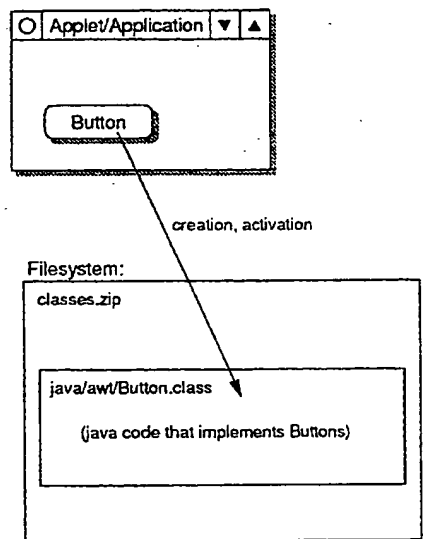 Applet/Application
Button
creation, activation
Filesystem:
classes.zip
java/awt/Button.class
(java code that implements Buttons)